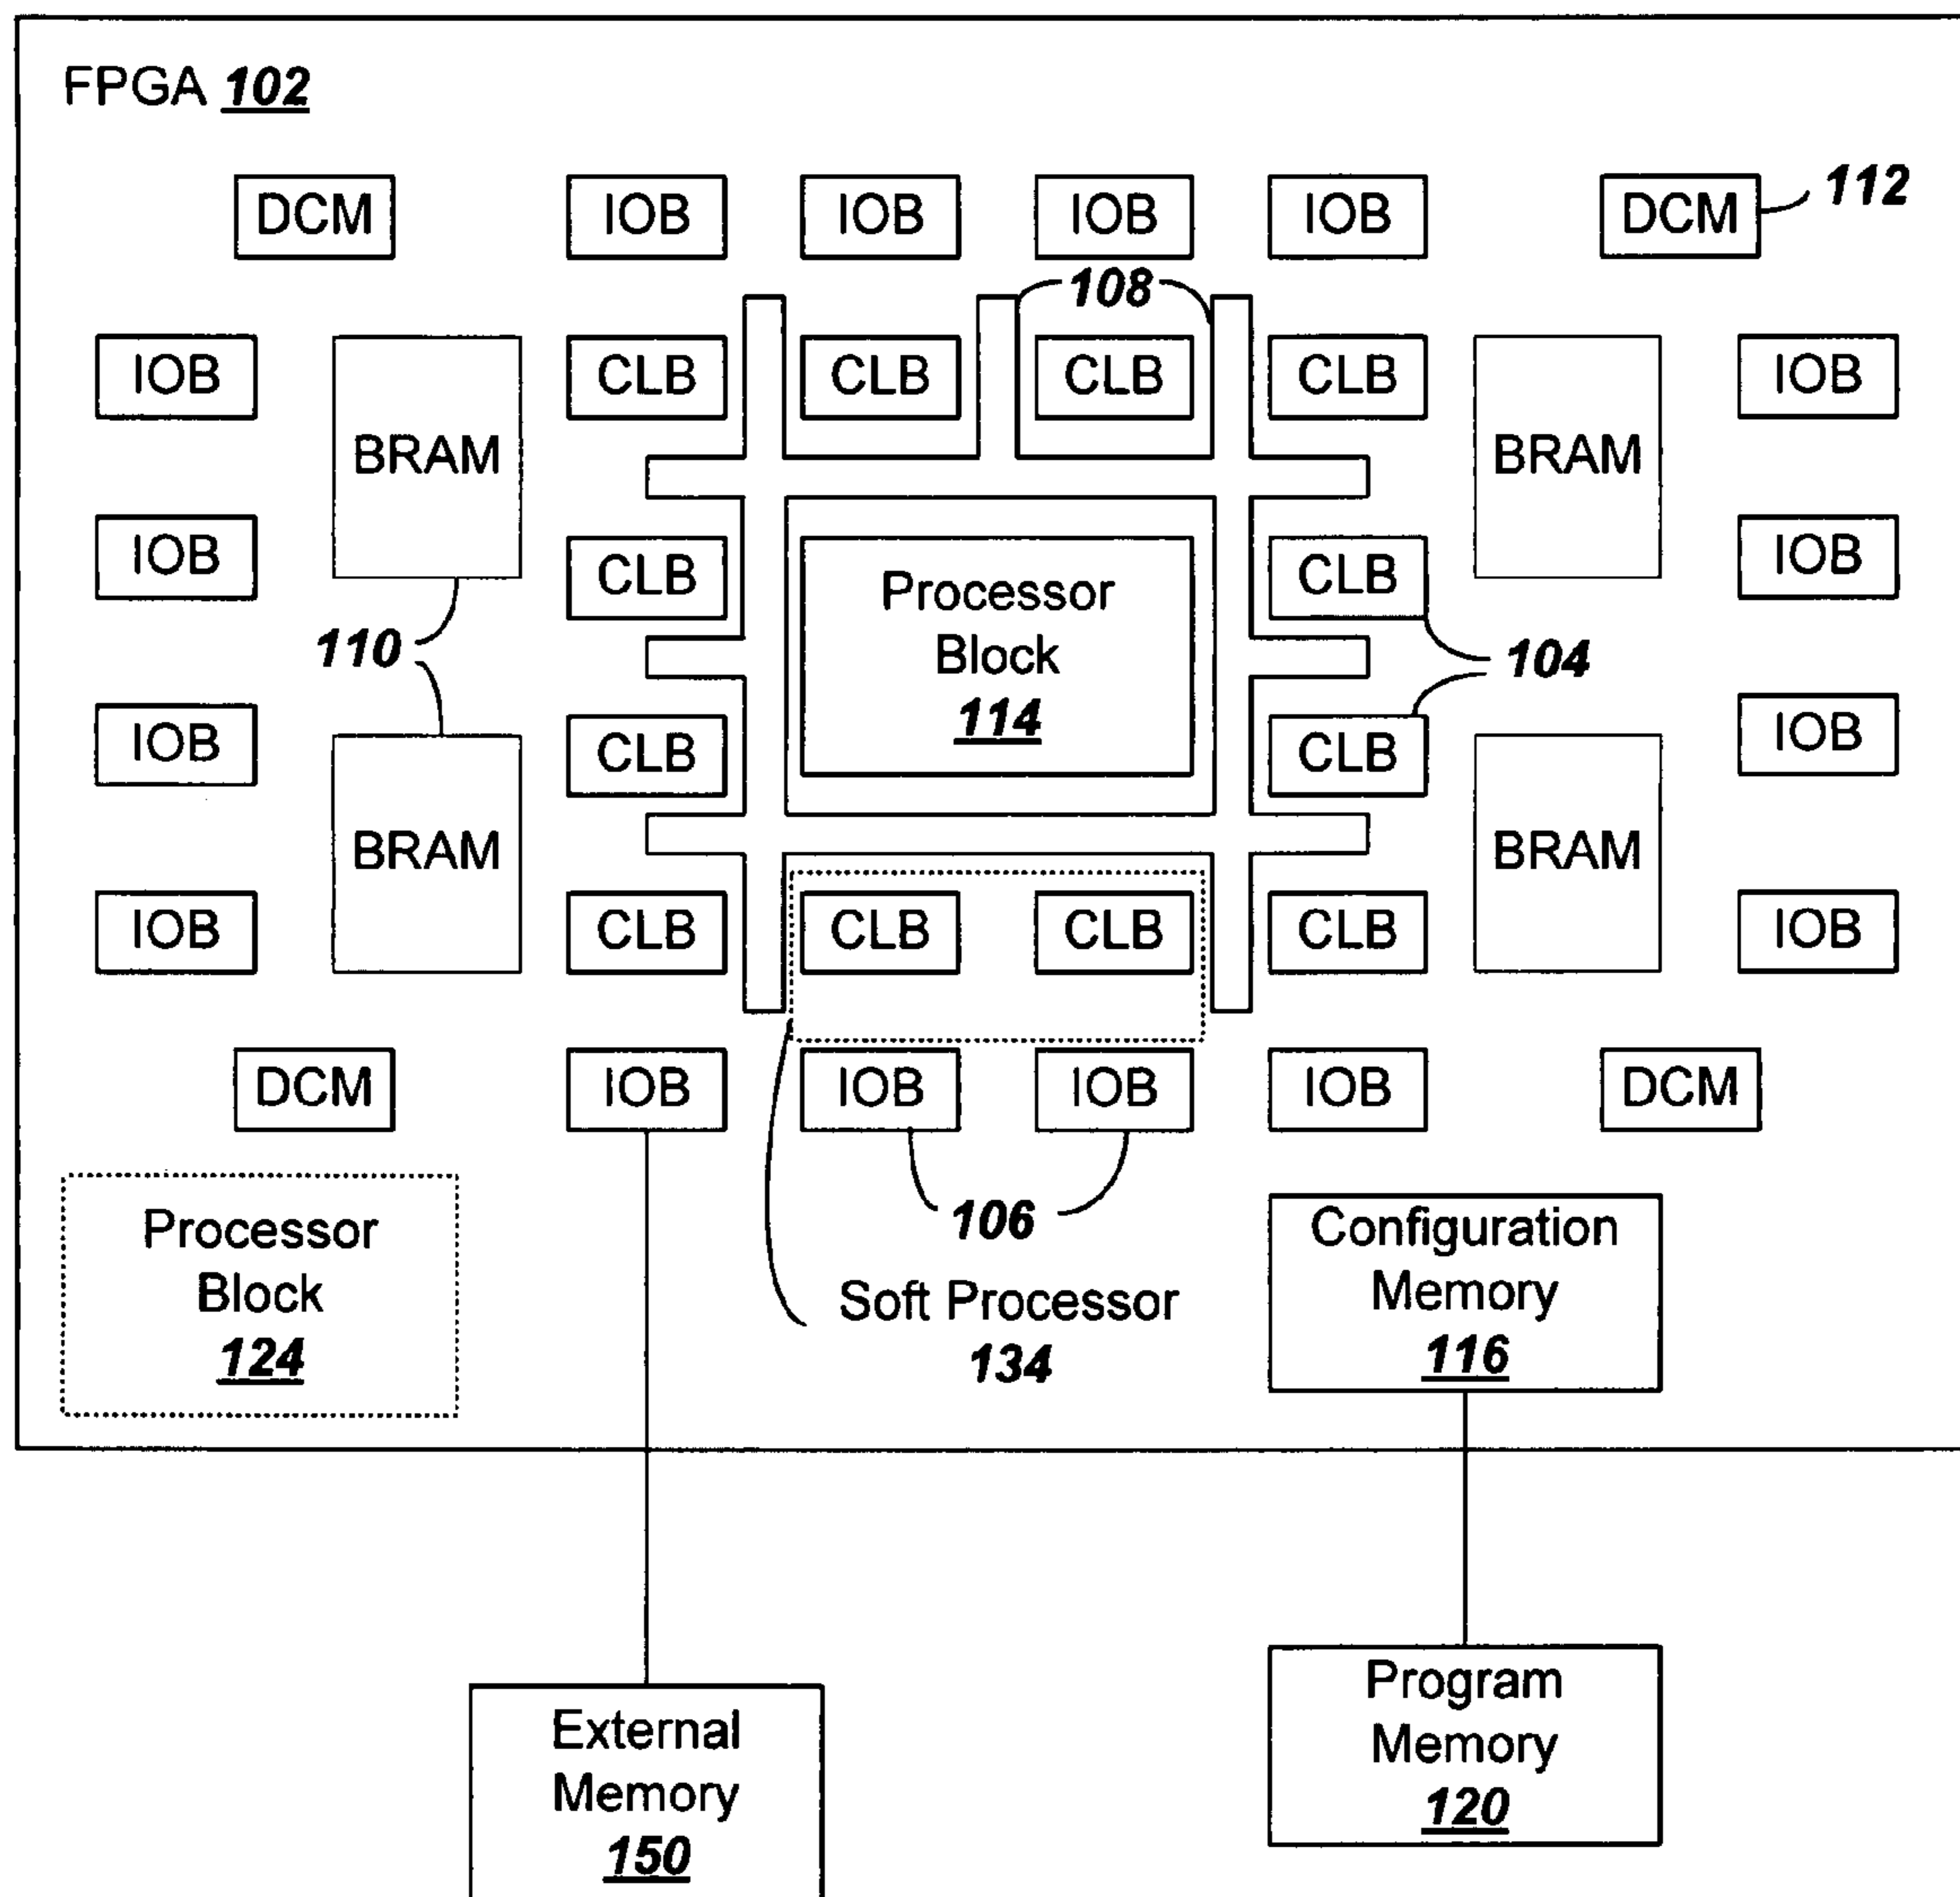 FPGA 102
DCM IOB IOB IOB IOB DCM 112
108
IOB BRAM CLB CLB CLB CLB BRAM IOB
IOB CLB Processor Block 114 CLB IOB
110 104
IOB BRAM CLB CLB BRAM IOB
IOB CLB CLB CLB CLB IOB
DCM IOB IOB IOB IOB DCM
106
Processor
Block
124
Soft Processor
134
Configuration
Memory
116
External
Memory
150
Program
Memory
120